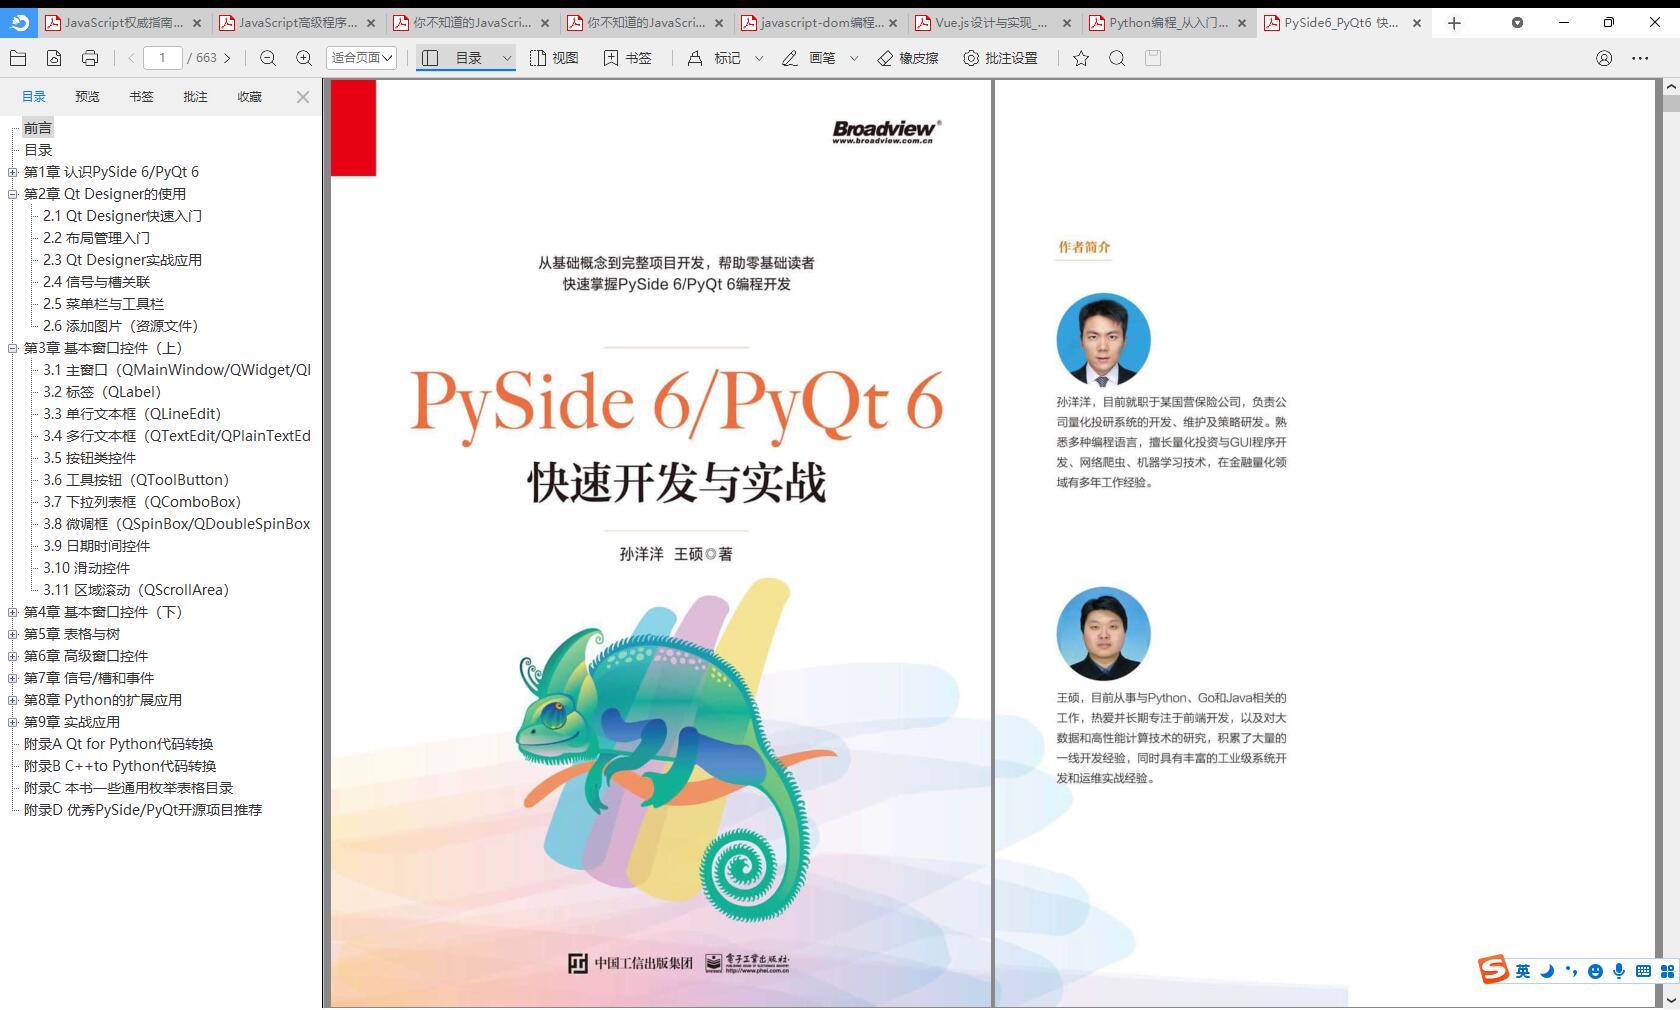 JavaScript权威指南...
JavaScript高级程序...
你不知道的JavaScri...
你不知道的JavaScri...
javascript-dom编程...
Vue.js设计与实现_...
Python编程_从入门...
PySide6_PyQt6 快...
1 / 663
适合页面
目录
视图
书签
标记
画笔
橡皮擦
批注设置
目录 预览 书签 批注 收藏
前言
目录
第1章 认识PySide 6/PyQt 6
第2章 Qt Designer的使用
2.1 Qt Designer快速入门
2.2 布局管理入门
2.3 Qt Designer实战应用
2.4 信号与槽关联
2.5 菜单栏与工具栏
2.6 添加图片（资源文件）
第3章 基本窗口控件（上）
3.1 主窗口（QMainWindow/QWidget/QI
3.2 标签（QLabel）
3.3 单行文本框（QLineEdit）
3.4 多行文本框（QTextEdit/QPlainTextEd
3.5 按钮类控件
3.6 工具按钮（QToolButton）
3.7 下拉列表框（QComboBox）
3.8 微调框（QSpinBox/QDoubleSpinBox
3.9 日期时间控件
3.10 滑动控件
3.11 区域滚动（QScrollArea）
第4章 基本窗口控件（下）
第5章 表格与树
第6章 高级窗口控件
第7章 信号/槽和事件
第8章 Python的扩展应用
第9章 实战应用
附录A Qt for Python代码转换
附录B C++to Python代码转换
附录C 本书一些通用枚举表格目录
附录D 优秀PySide/PyQt开源项目推荐
Broadview®
www.broadview.com.cn
从基础概念到完整项目开发，帮助零基础读者
快速掌握PySide 6/PyQt 6编程开发
PySide 6/PyQt 6
快速开发与实战
孙洋洋 王硕◎著
中国工信出版集团
电子工业出版社
PUBLISHING HOUSE OF ELECTRONICS INDUSTRY
http://www.phei.com.cn
作者简介
孙洋洋，目前就职于某国营保险公司，负责公
司量化投研系统的开发、维护及策略研发。熟
悉多种编程语言，擅长量化投资与GUI程序开
发、网络爬虫、机器学习技术，在金融量化领
域有多年工作经验。
王硕，目前从事与Python、Go和Java相关的
工作，热爱并长期专注于前端开发，以及对大
数据和高性能计算技术的研究，积累了大量的
一线开发经验，同时具有丰富的工业级系统开
发和运维实战经验。
英